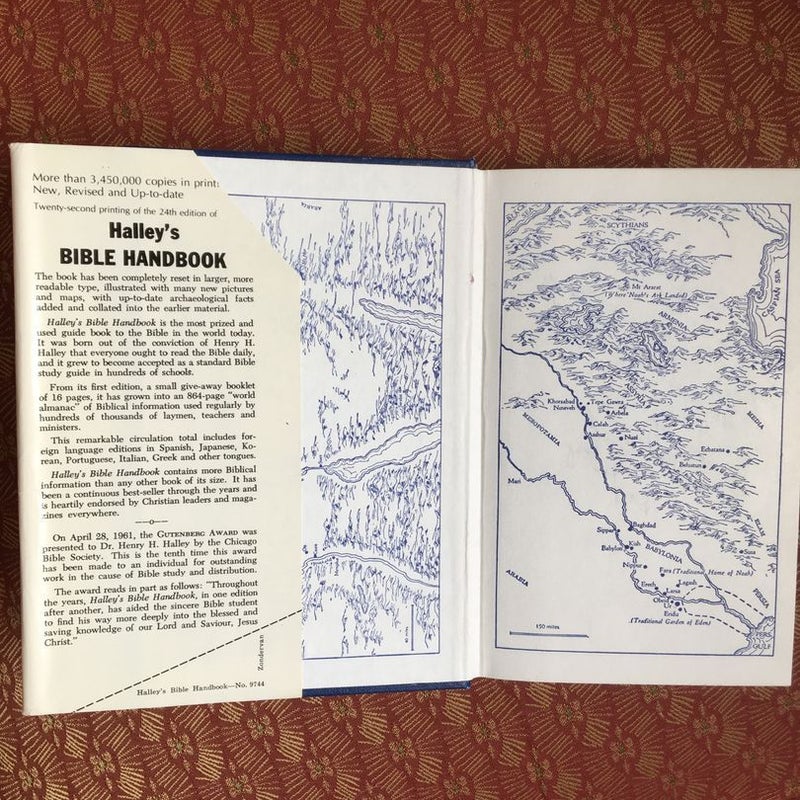 More than 3,450,000 copies in print:
New, Revised and Up-to-date
Twenty-second printing of the 24th edition of
Halley's
BIBLE HANDBOOK
The book has been completely reset in larger, more
readable type, illustrated with many new pictures
and maps, with up-to-date archaeological facts
added and collated into the earlier material.
Halley's Bible Handbook is the most prized and
used guide book to the Bible in the world today.
It was born out of the conviction of Henry H.
Halley that everyone ought to read the Bible daily,
and it grew to become accepted as a standard Bible
study guide in hundreds of schools.
From its first edition, a small give-away booklet
of 16 pages, it has grown into an 864-page "world
almanac" of Biblical information used regularly by
hundreds of thousands of laymen, teachers and
ministers.
This remarkable circulation total includes for-
eign language editions in Spanish, Japanese, Ko-
rean, Portuguese, Italian, Greek and other tongues.
Halley's Bible Handbook contains more Biblical
information than any other book of its size. It has
been a continuous best-seller through the years and
is heartily endorsed by Christian leaders and maga-
zines everywhere.
On April 28, 1961, the GUTENBERG AWARD was
presented to Dr. Henry H. Halley by the Chicago
Bible Society. This is the tenth time this award
has been made to an individual for outstanding
work in the cause of Bible study and distribution.
The award reads in part as follows: "Throughout
the years, Halley's Bible Handbook, in one edition
after another, has aided the sincere Bible student
to find his way more deeply into the blessed and
saving knowledge of our Lord and Saviour, Jesus
Christ."
Zondervan
Halley's Bible Handbook—No. 9744
ARABIA
SCYTHIANS
CASPIAN SEA
Mt Ararat
(Where Noah's Ark Landed)
ARMENIA
ASSYRIA
Khorsabad
Tepe Gawra
Nineveh
Arbela
Calah
Asshur
Nuzi
MESOPOTAMIA
MEDIA
Ecbatana
Behistun
Mari
ELAM
Baghdad
Sippar
Kish
Babylon
BABYLONIA
Susa
Nippur
Fara (Traditional Home of Noah)
ARABIA
Erech
Lagash
Larsa
Obeid
Ur
Eridu
(Traditional Garden of Eden)
PERSIA
150 miles
PERS.
GULF